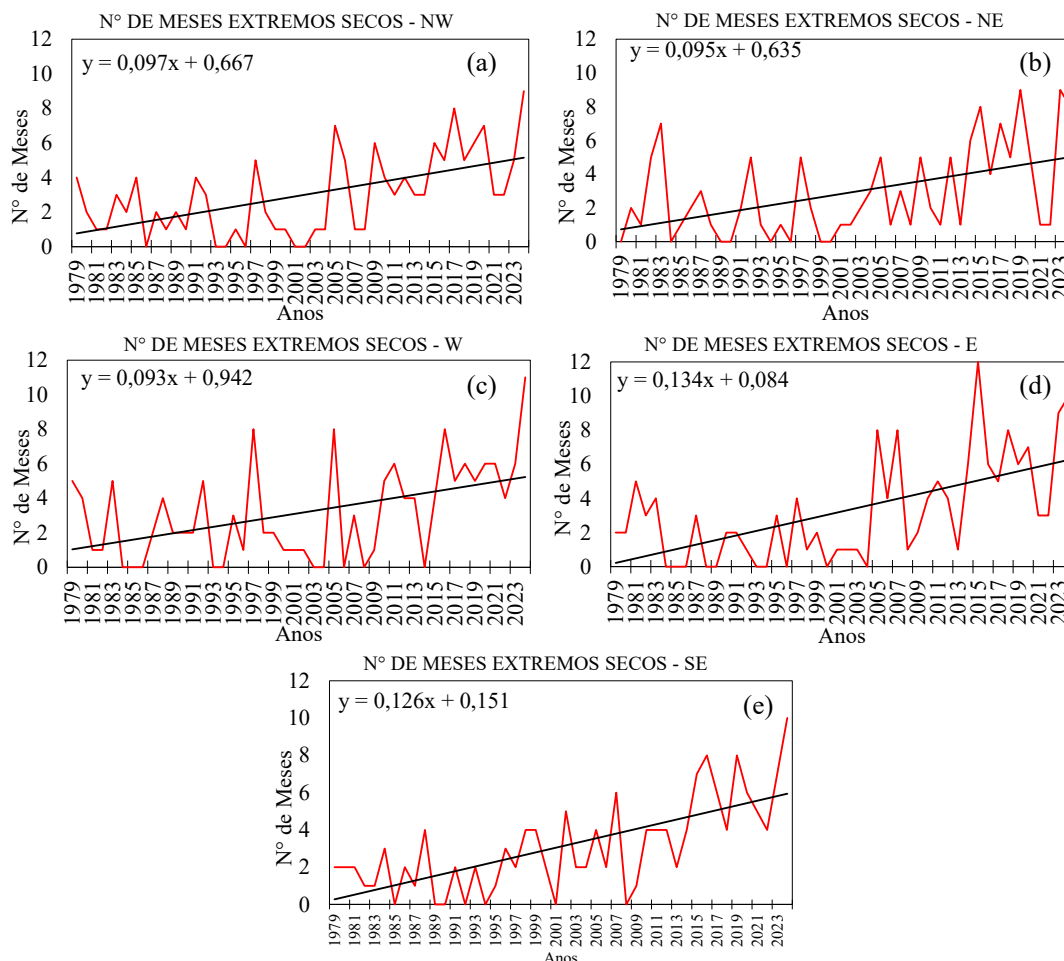 N° DE MESES EXTREMOS SECOS - NW
y = 0,097x + 0,667
(a)
N° de Meses
12
10
8
6
4
2
0
1979 1981 1983 1985 1987 1989 1991 1993 1995 1997 1999 2001 2003 2005 2007 2009 2011 2013 2015 2017 2019 2021 2023
Anos
N° DE MESES EXTREMOS SECOS - NE
y = 0,095x + 0,635
(b)
N° de Meses
12
10
8
6
4
2
0
1979 1981 1983 1985 1987 1989 1991 1993 1995 1997 1999 2001 2003 2005 2007 2009 2011 2013 2015 2017 2019 2021 2023
Anos
N° DE MESES EXTREMOS SECOS - W
y = 0,093x + 0,942
(c)
N° de Meses
12
10
8
6
4
2
0
1979 1981 1983 1985 1987 1989 1991 1993 1995 1997 1999 2001 2003 2005 2007 2009 2011 2013 2015 2017 2019 2021 2023
Anos
N° DE MESES EXTREMOS SECOS - E
y = 0,134x + 0,084
(d)
N° de Meses
12
10
8
6
4
2
0
1979 1981 1983 1985 1987 1989 1991 1993 1995 1997 1999 2001 2003 2005 2007 2009 2011 2013 2015 2017 2019 2021 2023
Anos
N° DE MESES EXTREMOS SECOS - SE
y = 0,126x + 0,151
(e)
N° de Meses
12
10
8
6
4
2
0
1979 1981 1983 1985 1987 1989 1991 1993 1995 1997 1999 2001 2003 2005 2007 2009 2011 2013 2015 2017 2019 2021 2023
Anos